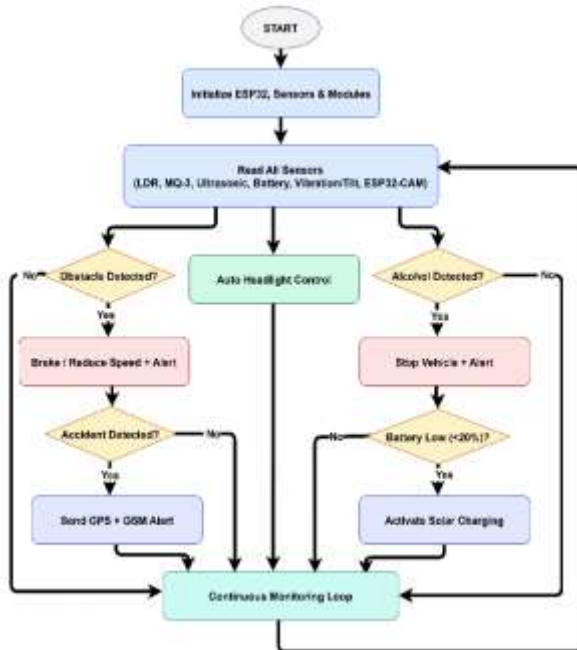 START
Initialize ESP32, Sensors & Modules
Read All Sensors
(LDR, MQ-3, Ultrasonic, Battery, Vibration/Tilt, ESP32-CAM)
No
Obstacle Detected?
Auto Headlight Control
Alcohol Detected?
No
Yes
Yes
Brake / Reduce Speed + Alert
Stop Vehicle + Alert
Accident Detected?
No
No
Battery Low (<20%)?
Yes
Yes
Send GPS + GSM Alert
Activate Solar Charging
Continuous Monitoring Loop